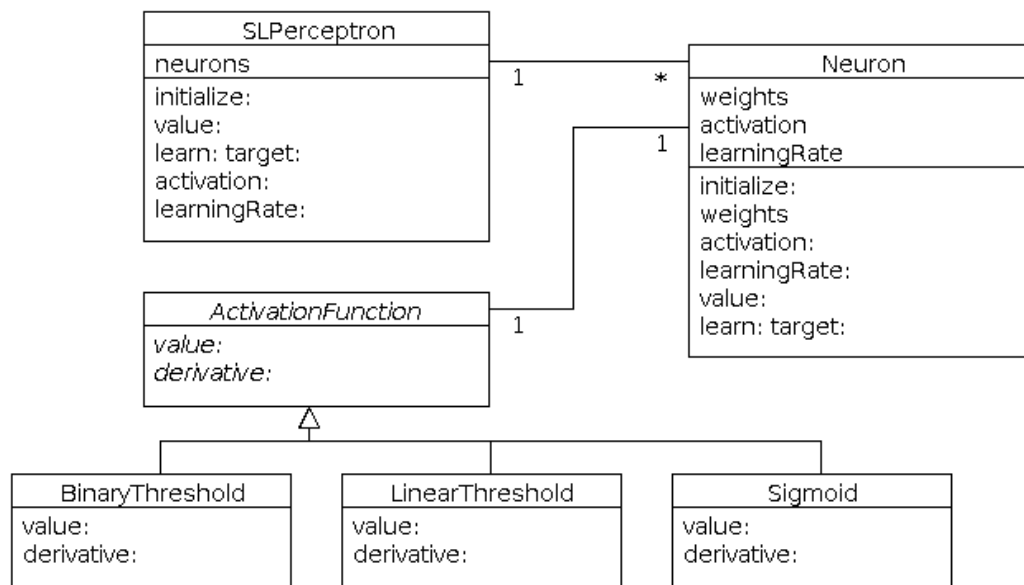 SLPerceptron
neurons
initialize:
value:
learn: target:
activation:
learningRate:
1
*
Neuron
weights
activation
learningRate
initialize:
weights
activation:
learningRate:
value:
learn: target:
1
ActivationFunction
value:
derivative:
1
BinaryThreshold
value:
derivative:
LinearThreshold
value:
derivative:
Sigmoid
value:
derivative: